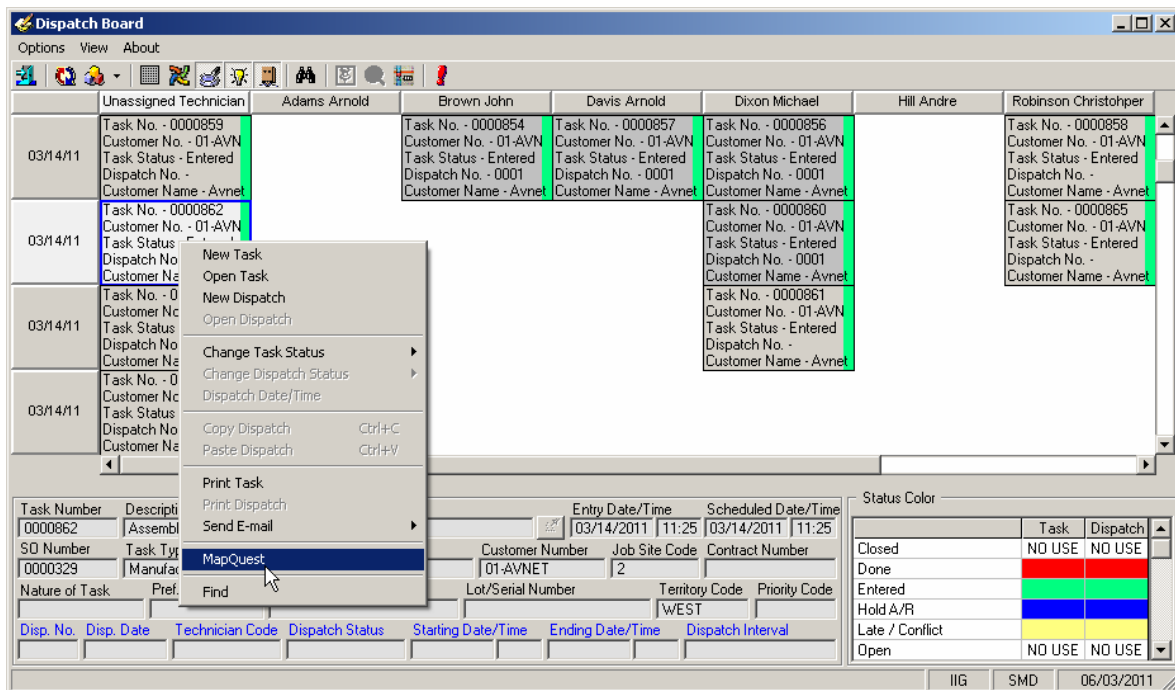 Dispatch Board
Options View About
Unassigned Technician Adams Arnold Brown John Davis Arnold Dixon Michael Hill Andre Robinson Christohper
03/14/11
Task No. - 0000859
Customer No. - 01-AVN
Task Status - Entered
Dispatch No. -
Customer Name - Avnet
Task No. - 0000854
Customer No. - 01-AVN
Task Status - Entered
Dispatch No. - 0001
Customer Name - Avnet
Task No. - 0000857
Customer No. - 01-AVN
Task Status - Entered
Dispatch No. - 0001
Customer Name - Avnet
Task No. - 0000856
Customer No. - 01-AVN
Task Status - Entered
Dispatch No. - 0001
Customer Name - Avnet
Task No. - 0000858
Customer No. - 01-AVN
Task Status - Entered
Dispatch No. -
Customer Name - Avnet
03/14/11
Task No. - 0000862
Customer No. - 01-AVN
Task Status - Entered
Dispatch No
Customer Na
Task No. - 0000860
Customer No. - 01-AVN
Task Status - Entered
Dispatch No. - 0001
Customer Name - Avnet
Task No. - 0000865
Customer No. - 01-AVN
Task Status - Entered
Dispatch No. -
Customer Name - Avnet
03/14/11
Task No. - 0
Customer No
Task Status
Dispatch No
Customer Na
Task No. - 0000861
Customer No. - 01-AVN
Task Status - Entered
Dispatch No. -
Customer Name - Avnet
03/14/11
Task No. - 0
Customer No
Task Status
Dispatch No
Customer Na
New Task
Open Task
New Dispatch
Open Dispatch
Change Task Status
Change Dispatch Status
Dispatch Date/Time
Copy Dispatch Ctrl+C
Paste Dispatch Ctrl+V
Print Task
Print Dispatch
Send E-mail
MapQuest
Find
Task Number Descripti Entry Date/Time Scheduled Date/Time
0000862 Assembl 03/14/2011 11:25 03/14/2011 11:25
SO Number Task Typ Customer Number Job Site Code Contract Number
0000329 Manufac 01-AVNET 2
Nature of Task Pref. Lot/Serial Number Territory Code Priority Code
WEST
Disp. No. Disp. Date Technician Code Dispatch Status Starting Date/Time Ending Date/Time Dispatch Interval
Status Color
Task Dispatch
Closed NO USE NO USE
Done
Entered
Hold A/R
Late / Conflict
Open NO USE NO USE
IIG SMD 06/03/2011